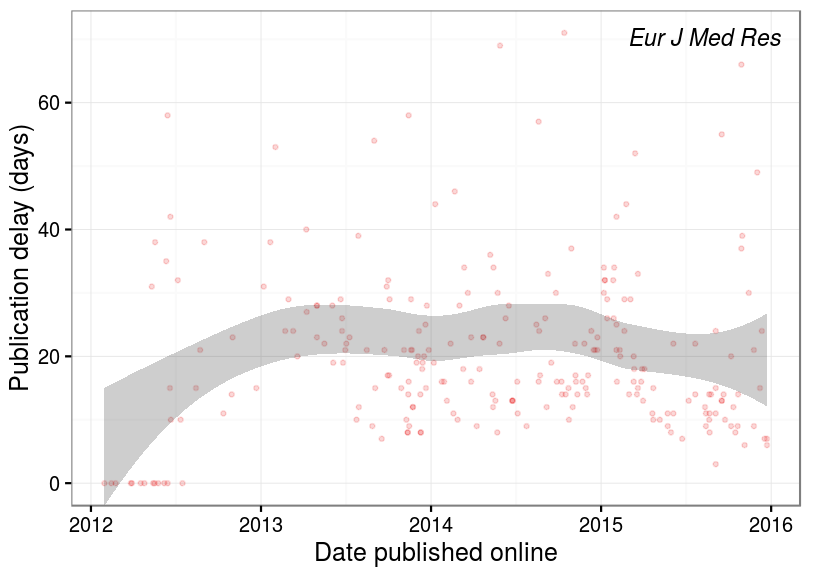 Eur J Med Res
Publication delay (days)
60
40
20
0
2012 2013 2014 2015 2016
Date published online